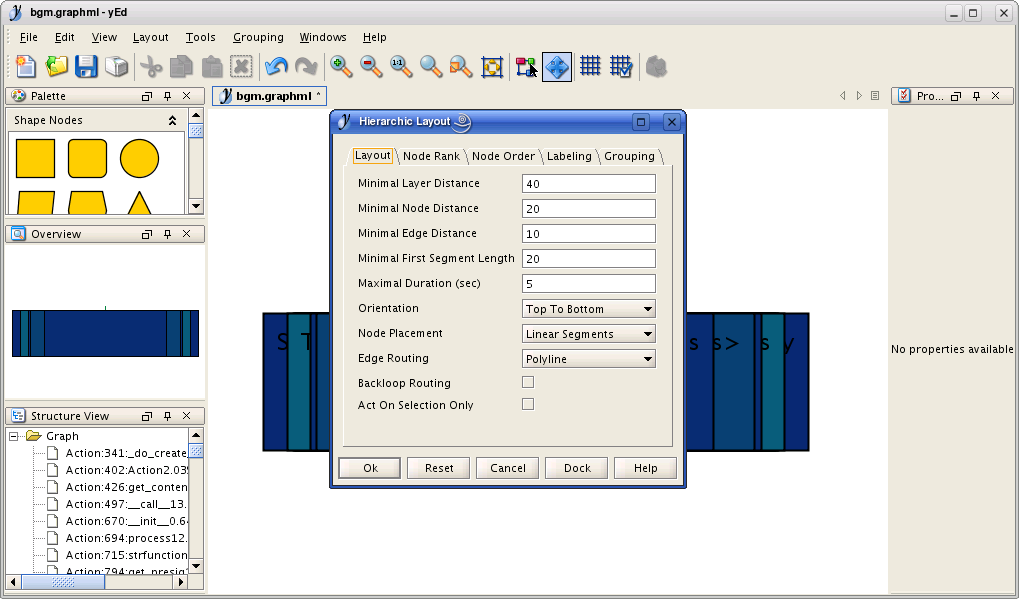 bgm.graphml - yEd
File Edit View Layout Tools Grouping Windows Help
1:1
Palette
Shape Nodes
Overview
Structure View
Graph
Action:341:_do_create_
Action:402:Action2.039
Action:426:get_conten
Action:497:__call__13.
Action:670:__init__0.64
Action:694:process12.
Action:715:strfunction
Action:794:get_presig
bgm.graphml *
Hierarchic Layout
Layout Node Rank Node Order Labeling Grouping
Minimal Layer Distance 40
Minimal Node Distance 20
Minimal Edge Distance 10
Minimal First Segment Length 20
Maximal Duration (sec) 5
Orientation Top To Bottom
Node Placement Linear Segments
Edge Routing Polyline
Backloop Routing
Act On Selection Only
Ok Reset Cancel Dock Help
S T s s> s y
Pro...
No properties available